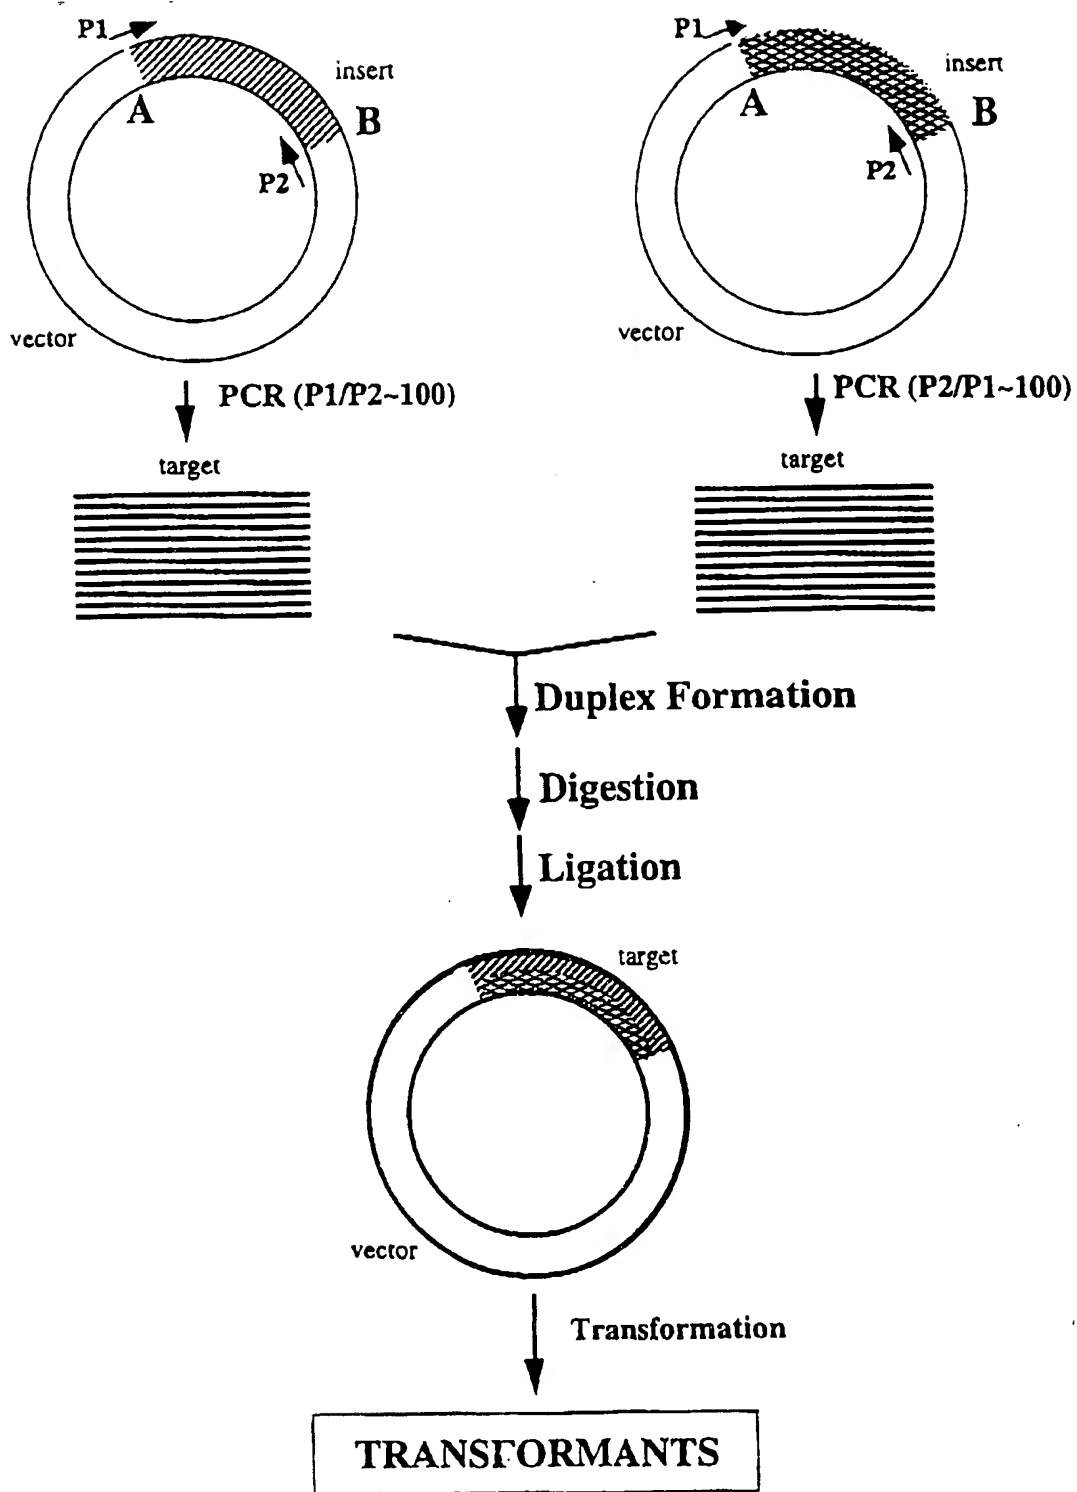 P1
insert
A
B
P2
vector
PCR (P1/P2~100)
target
P1
insert
A
B
P2
vector
PCR (P2/P1~100)
target
Duplex Formation
Digestion
Ligation
target
vector
Transformation
TRANSFORMANTS